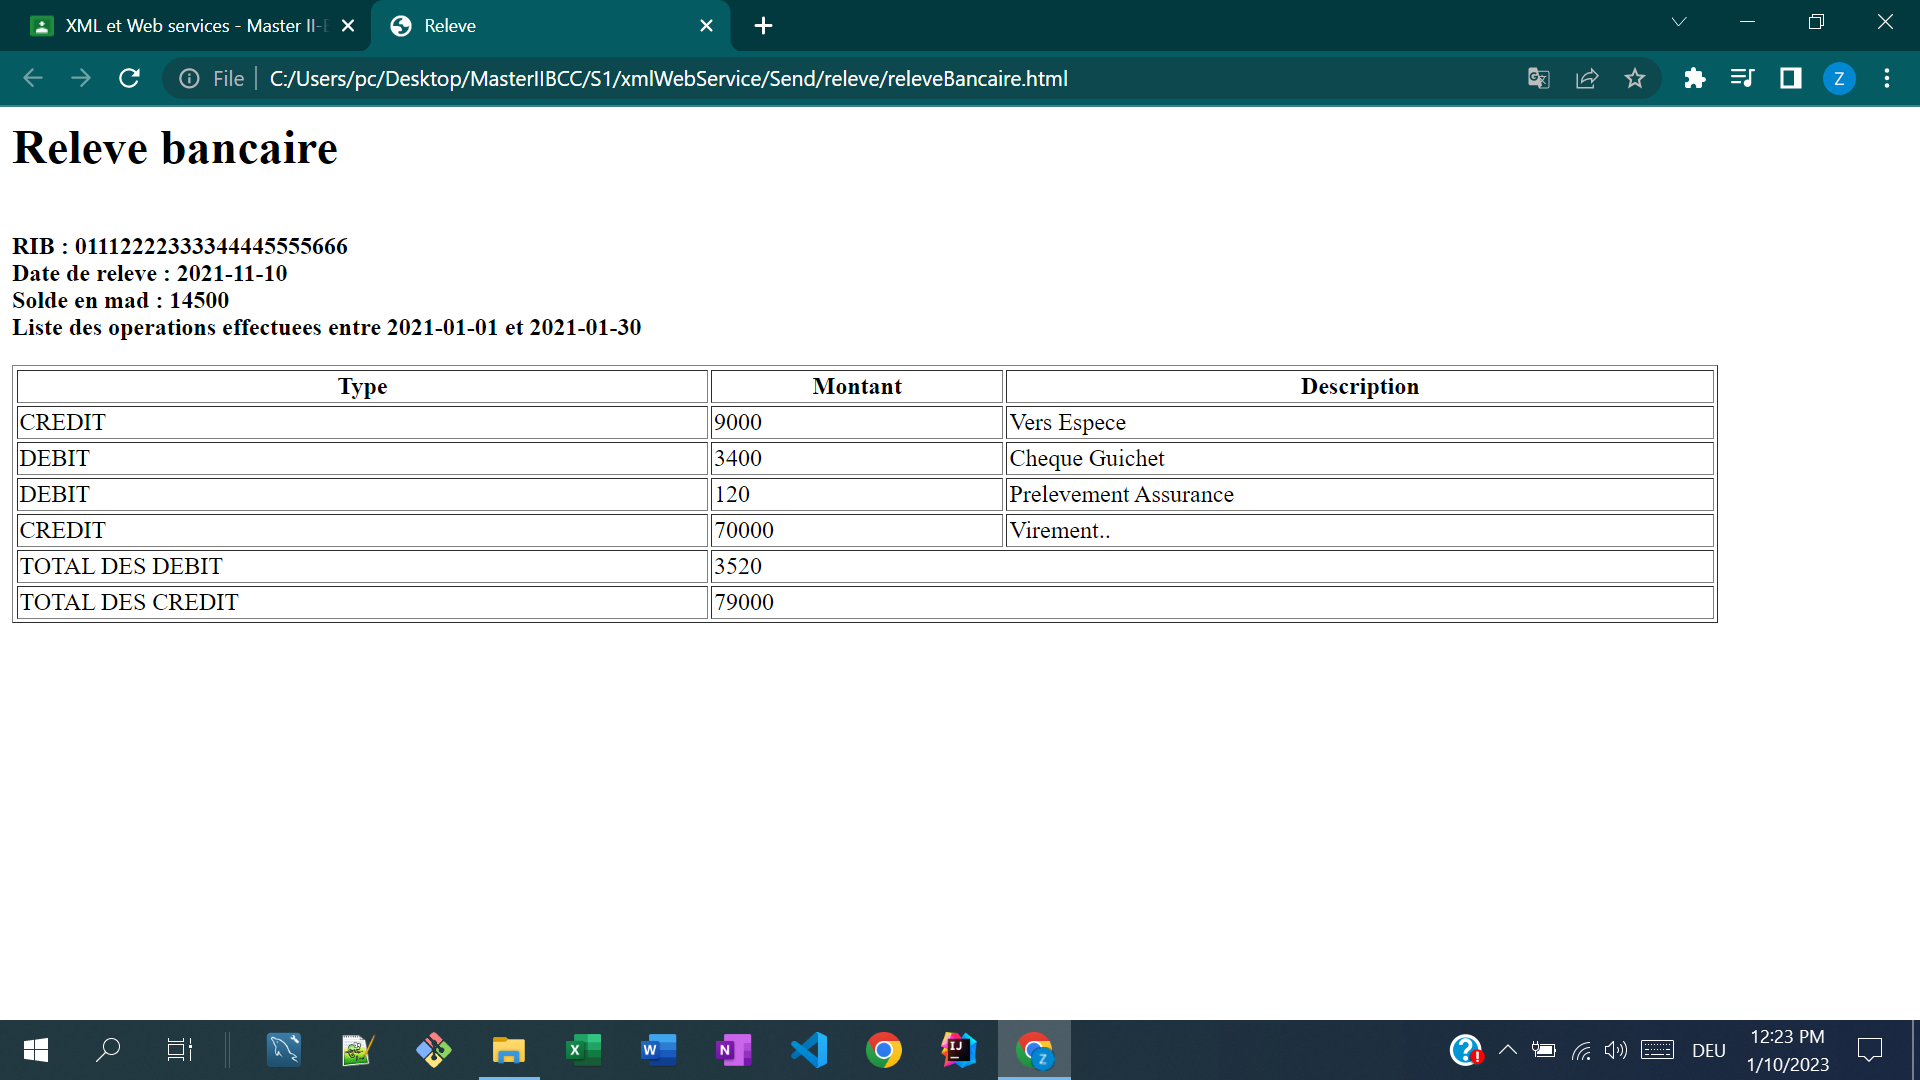 XML et Web services - Master II-B
Releve
File
C:/Users/pc/Desktop/MasterIIBCC/S1/xmlWebService/Send/releve/releveBancaire.html
Z
Releve bancaire
RIB : 01112222333344445555666
Date de releve : 2021-11-10
Solde en mad : 14500
Liste des operations effectuees entre 2021-01-01 et 2021-01-30
Type Montant Description
CREDIT 9000 Vers Espece
DEBIT 3400 Cheque Guichet
DEBIT 120 Prelevement Assurance
CREDIT 70000 Virement..
TOTAL DES DEBIT 3520
TOTAL DES CREDIT 79000
DEU
12:23 PM
1/10/2023